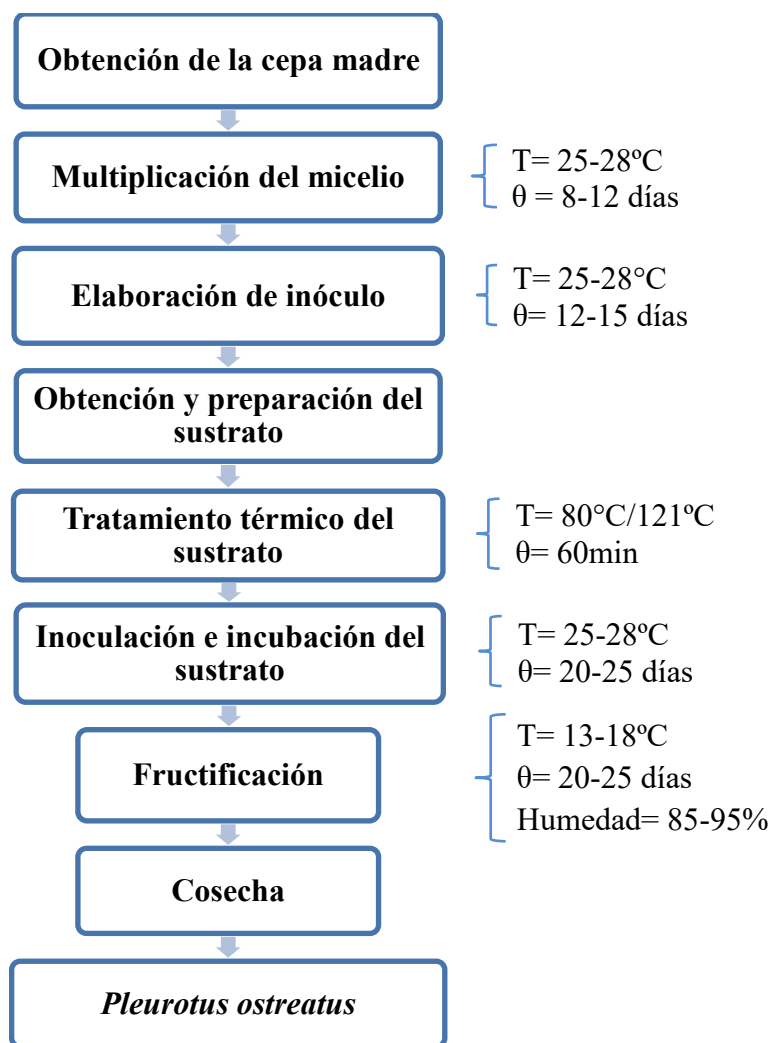 Obtención de la cepa madre
Multiplicación del micelio
T= 25-28ºC
θ = 8-12 días
Elaboración de inóculo
T= 25-28°C
θ= 12-15 días
Obtención y preparación del
sustrato
Tratamiento térmico del
sustrato
T= 80°C/121ºC
θ= 60min
Inoculación e incubación del
sustrato
T= 25-28ºC
θ= 20-25 días
Fructificación
T= 13-18ºC
θ= 20-25 días
Humedad= 85-95%
Cosecha
Pleurotus ostreatus